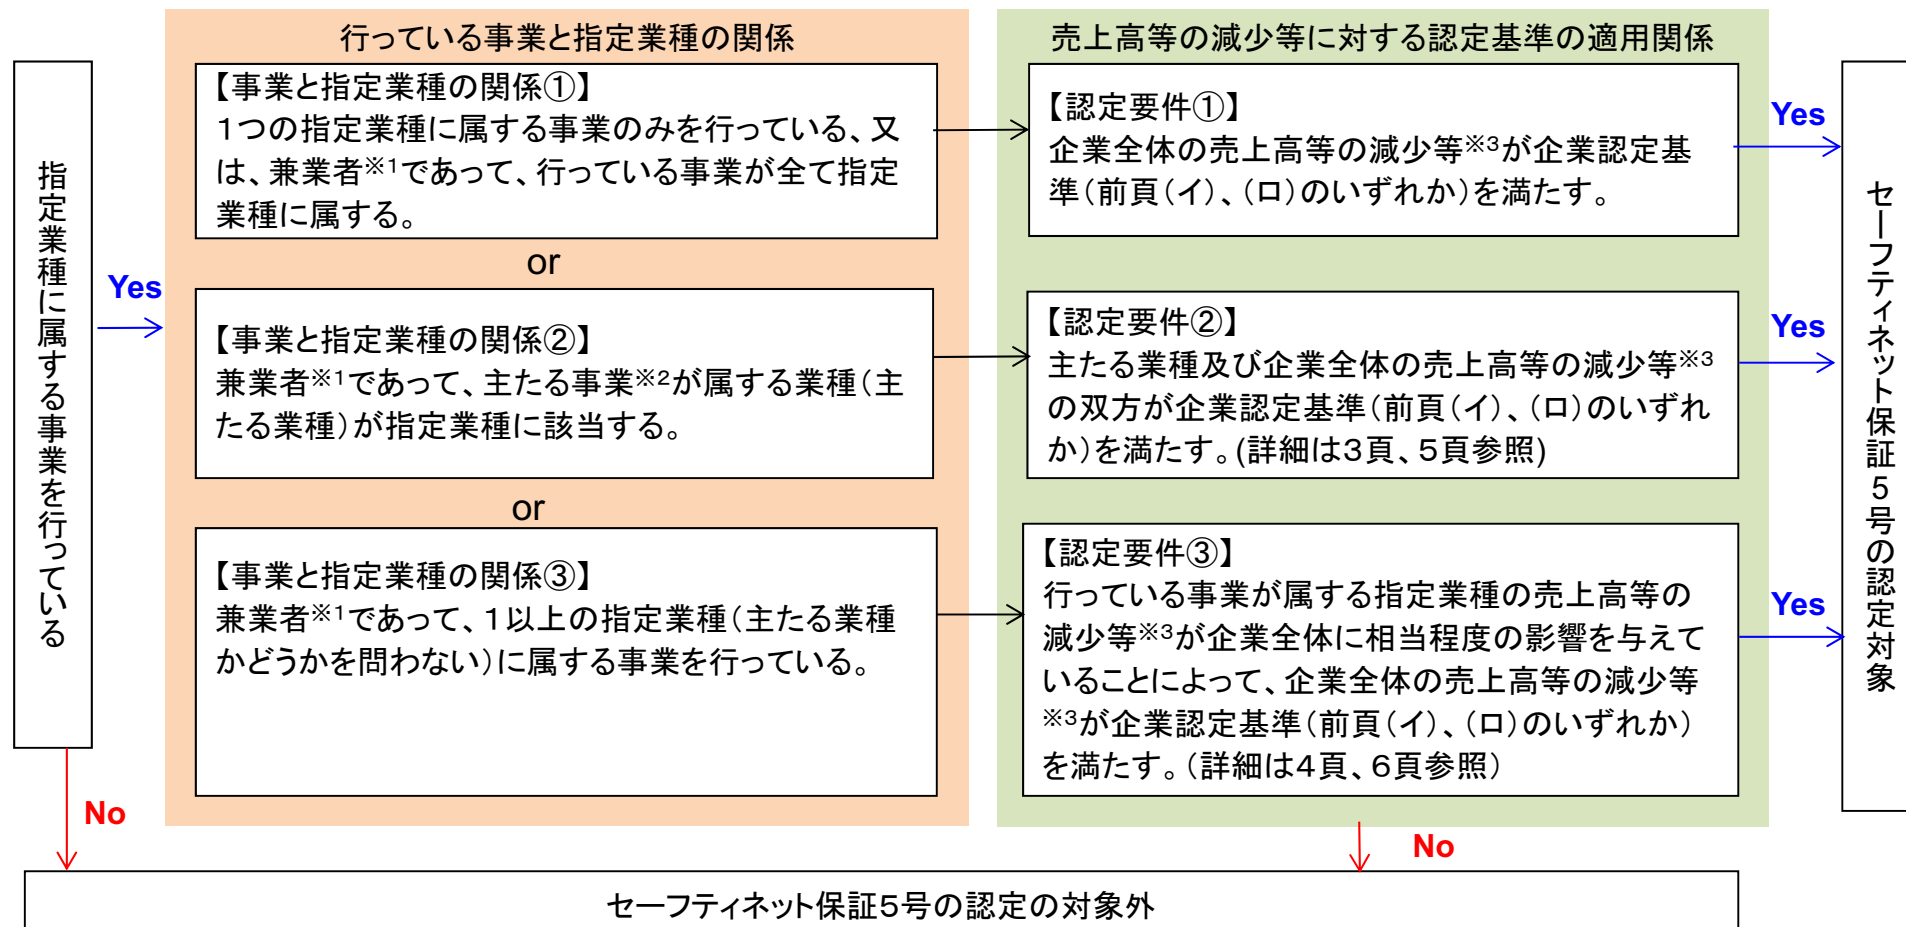 指定業種に属する事業を行っている
Yes
No
行っている事業と指定業種の関係
【事業と指定業種の関係①】
１つの指定業種に属する事業のみを行っている、又
は、兼業者※1であって、行っている事業が全て指定
業種に属する。
or
【事業と指定業種の関係②】
兼業者※1であって、主たる事業※2が属する業種（主
たる業種）が指定業種に該当する。
or
【事業と指定業種の関係③】
兼業者※1であって、１以上の指定業種（主たる業種
かどうかを問わない）に属する事業を行っている。
売上高等の減少等に対する認定基準の適用関係
【認定要件①】
企業全体の売上高等の減少等※3が企業認定基
準（前頁（イ）、（ロ）のいずれか）を満たす。
Yes
【認定要件②】
主たる業種及び企業全体の売上高等の減少等※3
の双方が企業認定基準（前頁（イ）、（ロ）のいずれ
か）を満たす。(詳細は３頁、５頁参照)
Yes
【認定要件③】
行っている事業が属する指定業種の売上高等の
減少等※3が企業全体に相当程度の影響を与えて
いることによって、企業全体の売上高等の減少等
※3が企業認定基準（前頁（イ）、（ロ）のいずれか）
を満たす。（詳細は４頁、６頁参照）
Yes
No
セーフティネット保証５号の認定対象
セーフティネット保証５号の認定の対象外